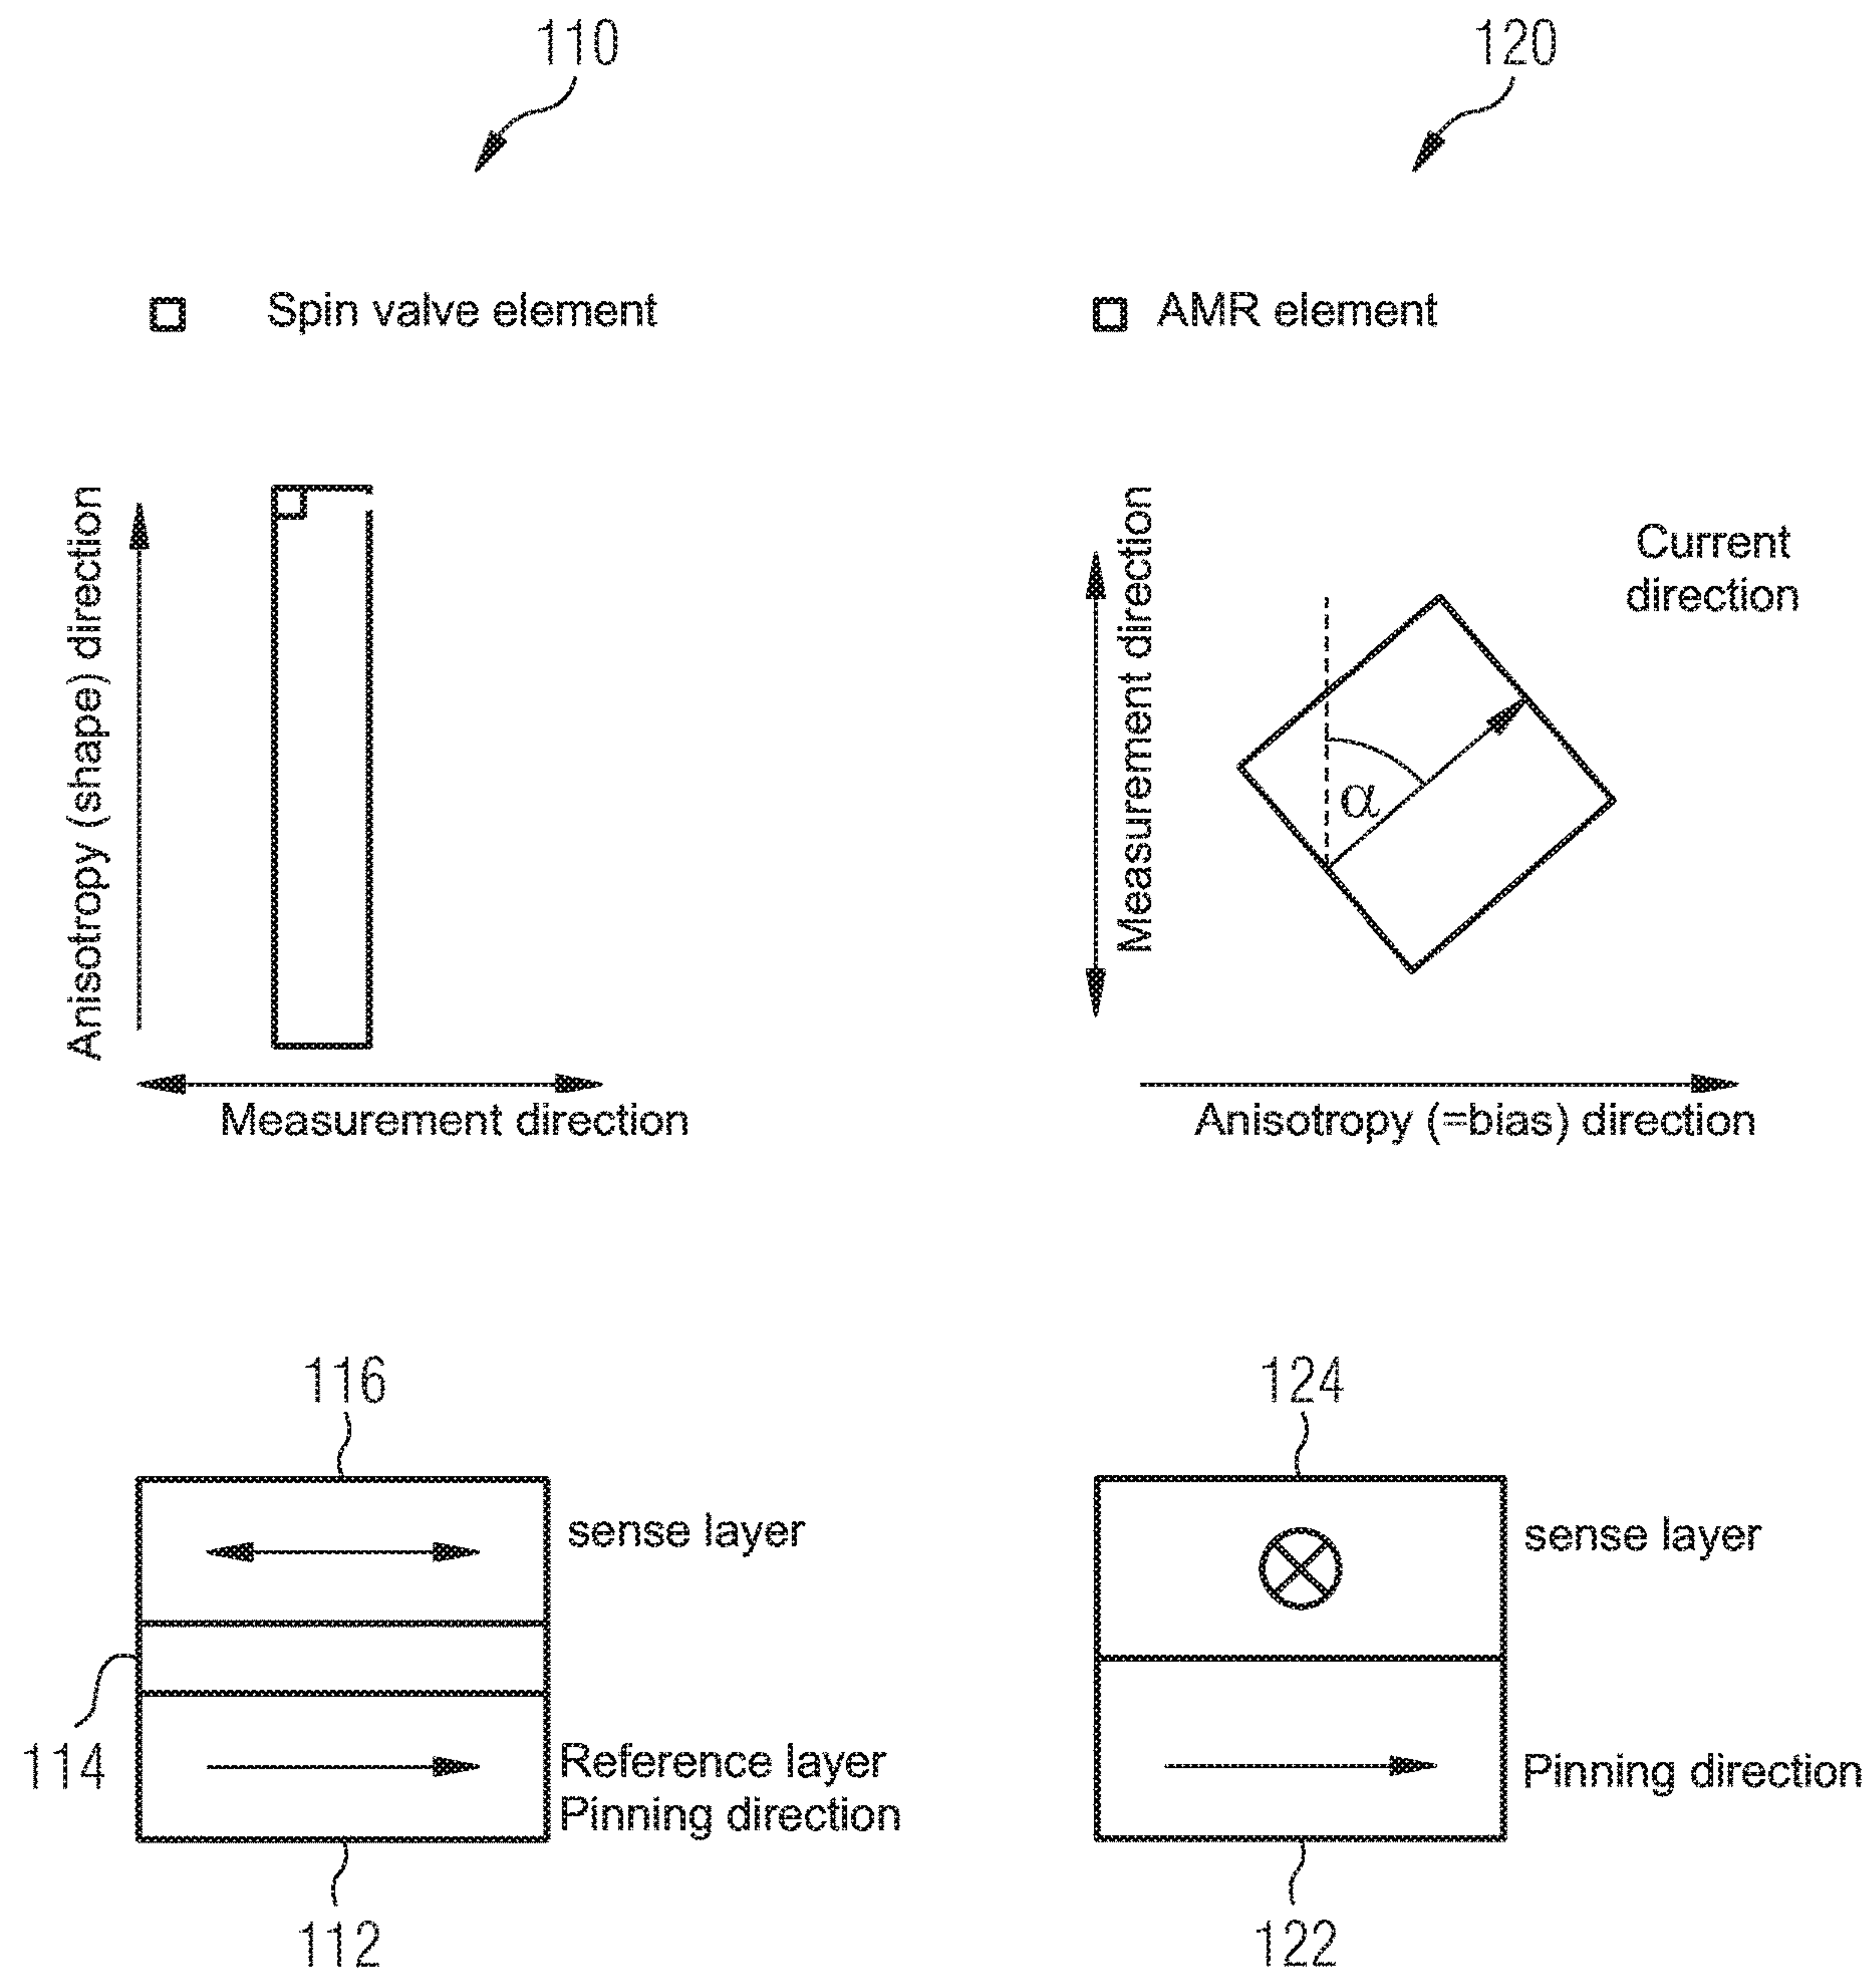 110
120
Spin valve element
AMR element
Anisotropy (shape) direction
Measurement direction
Measurement direction
Current
direction
α
Anisotropy (=bias) direction
116
sense layer
114
Reference layer
Pinning direction
112
124
sense layer
Pinning direction
122